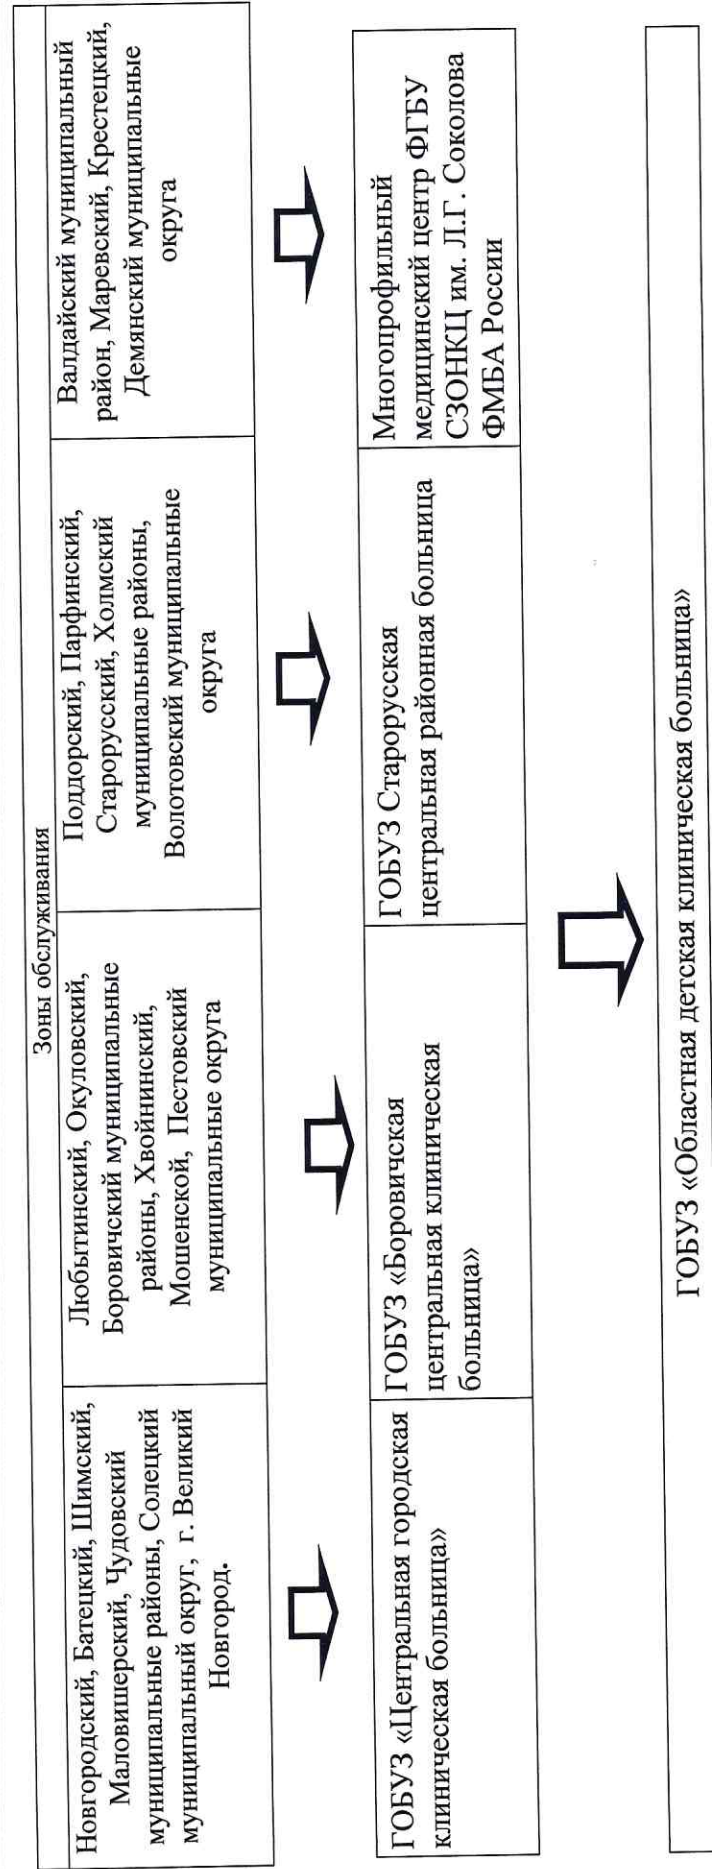 Зоны обслуживания
Новгородский, Батецкий, Шимский,
Маловишерский, Чудовский
муниципальные районы, Солецкий
муниципальный округ, г. Великий
Новгород.
Любытинский, Окуловский,
Боровичский муниципальные
районы, Хвойнинский,
Мошенской, Пестовский
муниципальные округа
Поддорский, Парфинский,
Старорусский, Холмский
муниципальные районы,
Волотовский муниципальные
округа
Валдайский муниципальный
район, Маревский, Крестецкий,
Демянский муниципальные
округа
ГОБУЗ «Центральная городская
клиническая больница»
ГОБУЗ «Боровичская
центральная клиническая
больница»
ГОБУЗ Старорусская
центральная районная больница
Многопрофильный
медицинский центр ФГБУ
СЗОНКЦ им. Л.Г. Соколова
ФМБА России
ГОБУЗ «Областная детская клиническая больница»